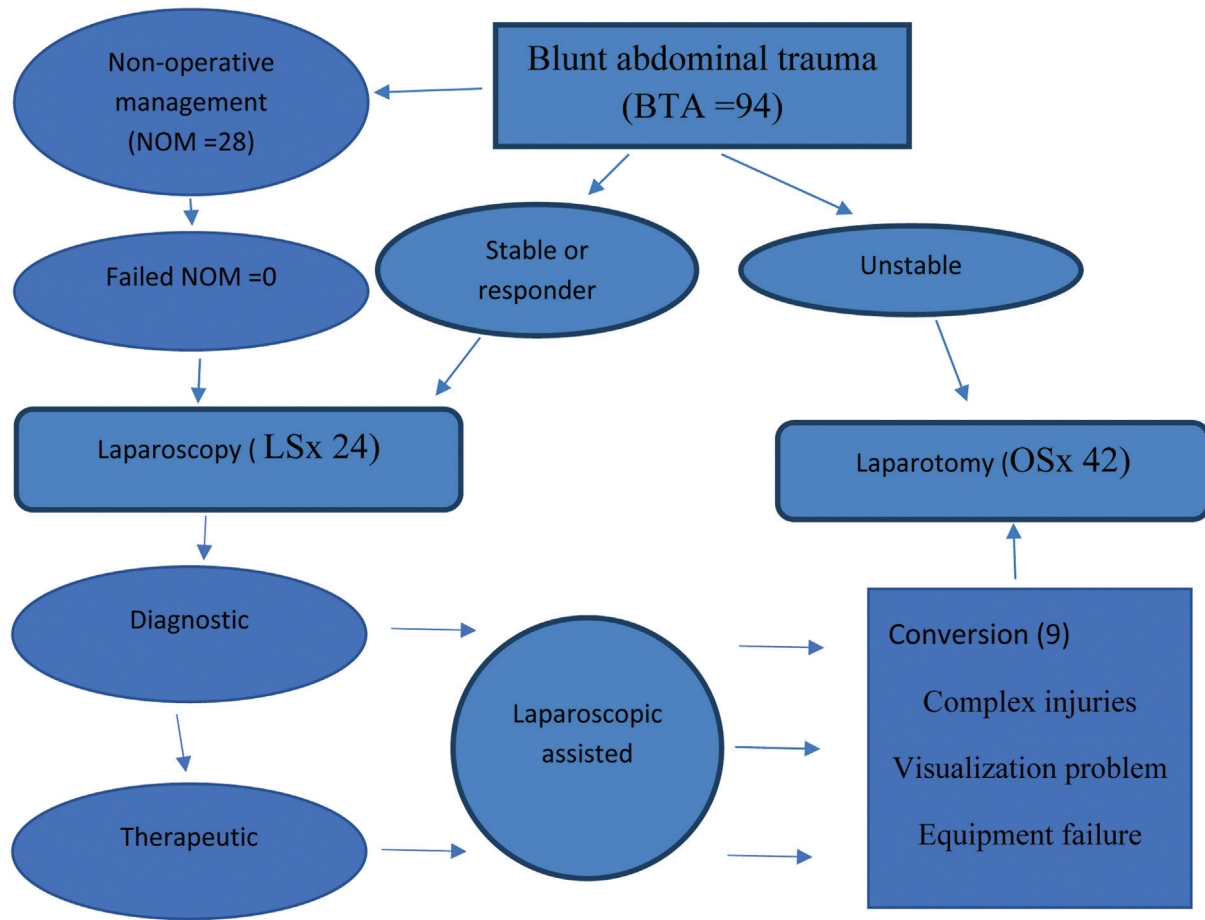 Non-operative
management
(NOM =28)
Blunt abdominal trauma
(BTA =94)
Failed NOM =0
Stable or
responder
Unstable
Laparoscopy ( LSx 24)
Laparotomy (OSx 42)
Diagnostic
Laparoscopic
assisted
Therapeutic
Conversion (9)
Complex injuries
Visualization problem
Equipment failure